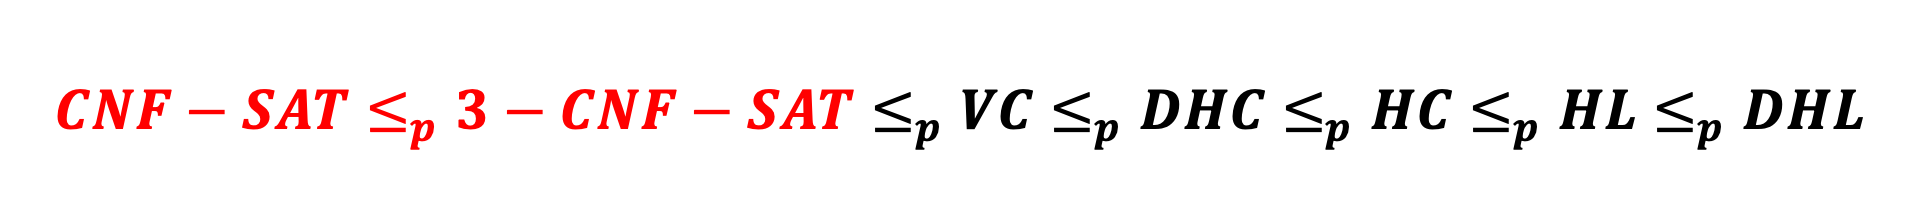 CNF − SAT ≤p 3 − CNF − SAT ≤p VC ≤p DHC ≤p HC ≤p HL ≤p DHL